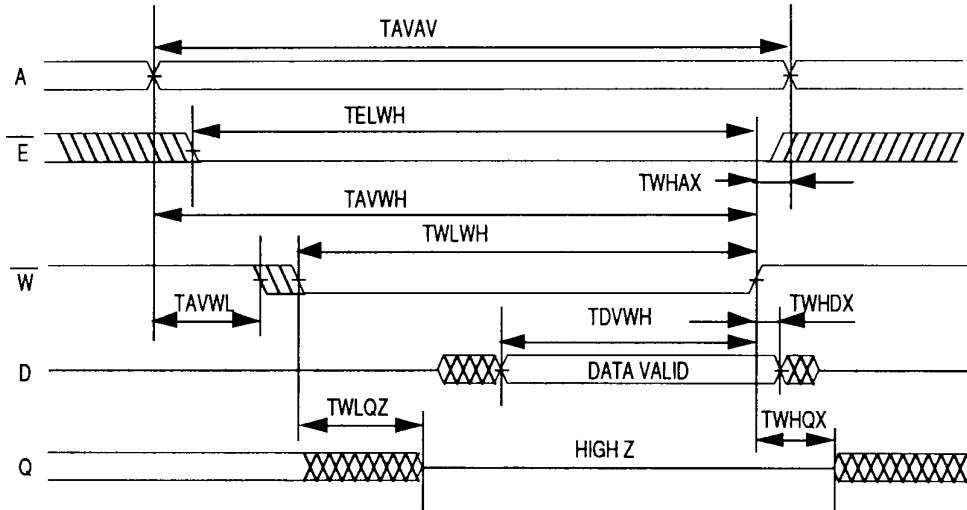 TAVAV
A
TELWH
E
TWHAX
TAVWH
TWLWH
W
TAVWL
TDVWH
TWHDX
D
DATA VALID
TWLQZ
TWHQX
Q
HIGH Z